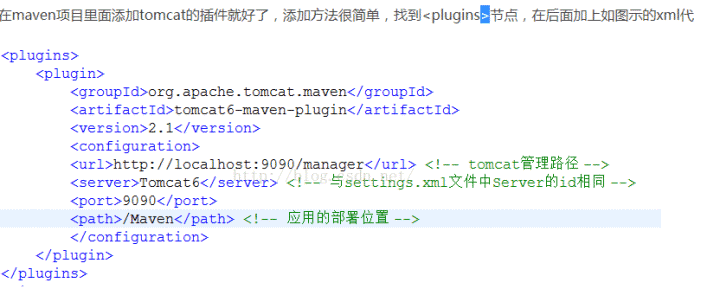 在maven项目里面添加tomcat的插件就好了，添加方法很简单，找到<plugins>节点，在后面加上如图示的xml代
<plugins>
<plugin>
<groupId>org.apache.tomcat.maven</groupId>
<artifactId>tomcat6-maven-plugin</artifactId>
<version>2.1</version>
<configuration>
<url>http://localhost:9090/manager</url> <!-- tomcat管理路径 -->
<server>Tomcat6</server> <!-- 与settings.xml文件中Server的id相同 -->
<port>9090</port>
<path>/Maven</path> <!-- 应用的部署位置 -->
</configuration>
</plugin>
</plugins>